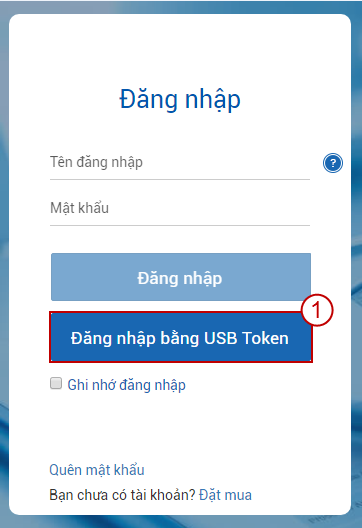 Đăng nhập
Tên đăng nhập
?
Mật khẩu
Đăng nhập
1
Đăng nhập bằng USB Token
Ghi nhớ đăng nhập
Quên mật khẩu
Bạn chưa có tài khoản? Đặt mua